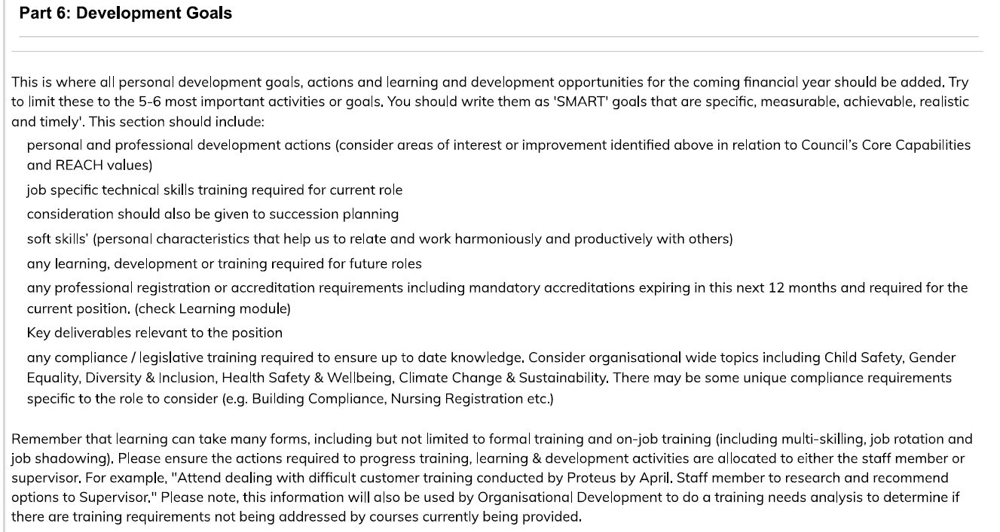 Part 6: Development Goals
This is where all personal development goals, actions and learning and development opportunities for the coming financial year should be added. Try
to limit these to the 5-6 most important activities or goals. You should write them as 'SMART' goals that are specific, measurable, achievable, realistic
and timely'. This section should include:
personal and professional development actions (consider areas of interest or improvement identified above in relation to Council's Core Capabilities
and REACH values)
job specific technical skills training required for current role
consideration should also be given to succession planning
soft skills' (personal characteristics that help us to relate and work harmoniously and productively with others)
any learning, development or training required for future roles
any professional registration or accreditation requirements including mandatory accreditations expiring in this next 12 months and required for the
current position. (check Learning module)
Key deliverables relevant to the position
any compliance / legislative training required to ensure up to date knowledge. Consider organisational wide topics including Child Safety, Gender
Equality, Diversity & Inclusion, Health Safety & Wellbeing, Climate Change & Sustainability. There may be some unique compliance requirements
specific to the role to consider (e.g. Building Compliance, Nursing Registration etc.)
Remember that learning can take many forms, including but not limited to formal training and on-job training (including multi-skilling, job rotation and
job shadowing). Please ensure the actions required to progress training, learning & development activities are allocated to either the staff member or
supervisor. For example, "Attend dealing with difficult customer training conducted by Proteus by April. Staff member to research and recommend
options to Supervisor." Please note, this information will also be used by Organisational Development to do a training needs analysis to determine if
there are training requirements not being addressed by courses currently being provided.